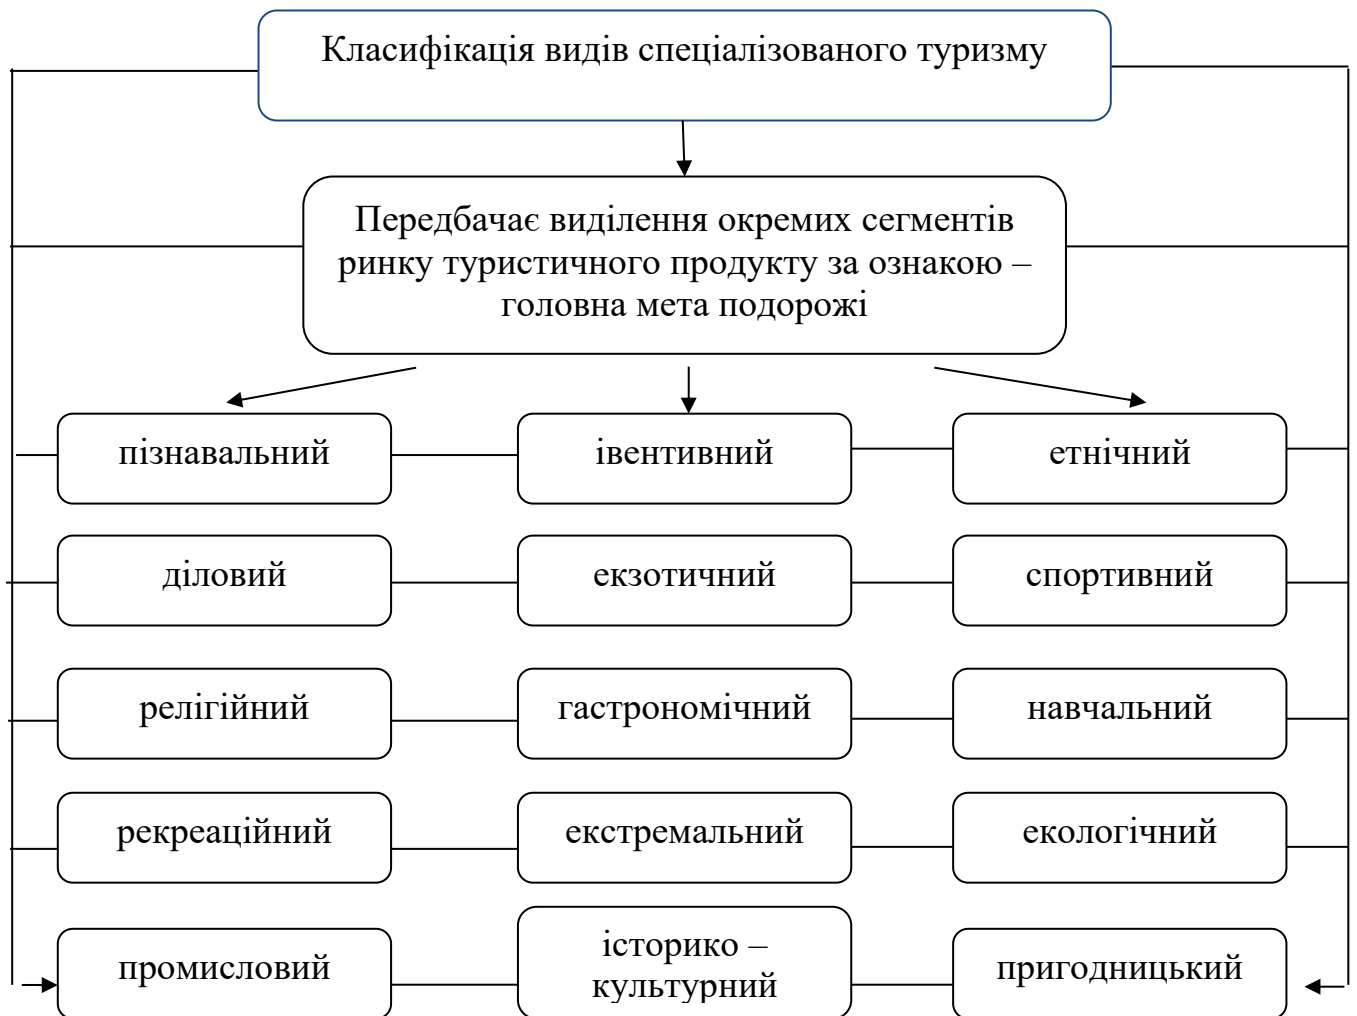 Класифікація видів спеціалізованого туризму
Передбачає виділення окремих сегментів
ринку туристичного продукту за ознакою –
головна мета подорожі
пізнавальний
івентивний
етнічний
діловий
екзотичний
спортивний
релігійний
гастрономічний
навчальний
рекреаційний
екстремальний
екологічний
промисловий
історико –
культурний
пригодницький